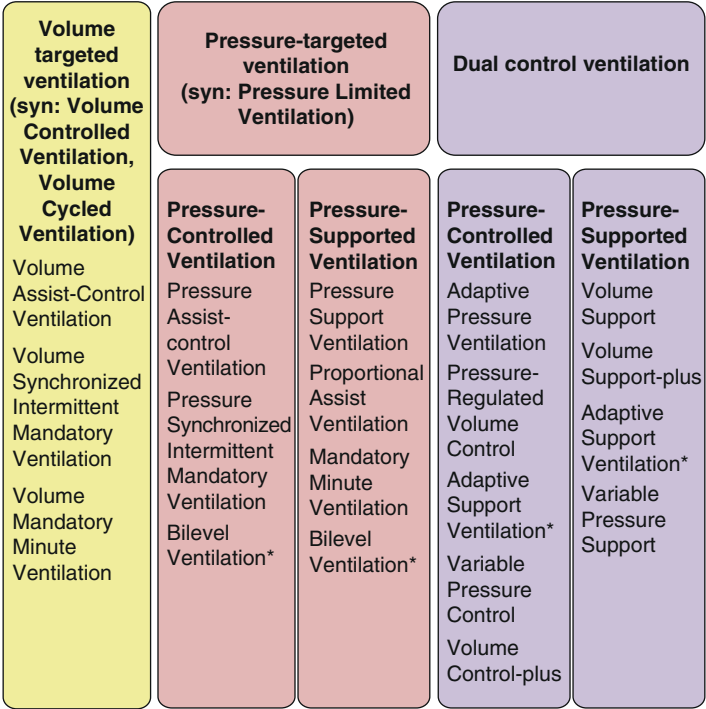 Volume
targeted
ventilation
(syn: Volume
Controlled
Ventilation,
Volume
Cycled
Ventilation)
Volume
Assist-Control
Ventilation
Volume
Synchronized
Intermittent
Mandatory
Ventilation
Volume
Mandatory
Minute
Ventilation
Pressure-targeted
ventilation
(syn: Pressure Limited
Ventilation)
Pressure-
Controlled
Ventilation
Pressure
Assist-
control
Ventilation
Pressure
Synchronized
Intermittent
Mandatory
Ventilation
Bilevel
Ventilation*
Pressure-
Supported
Ventilation
Pressure
Support
Ventilation
Proportional
Assist
Ventilation
Mandatory
Minute
Ventilation
Bilevel
Ventilation*
Dual control ventilation
Pressure-
Controlled
Ventilation
Adaptive
Pressure
Ventilation
Pressure-
Regulated
Volume
Control
Adaptive
Support
Ventilation*
Variable
Pressure
Control
Volume
Control-plus
Pressure-
Supported
Ventilation
Volume
Support
Volume
Support-plus
Adaptive
Support
Ventilation*
Variable
Pressure
Support